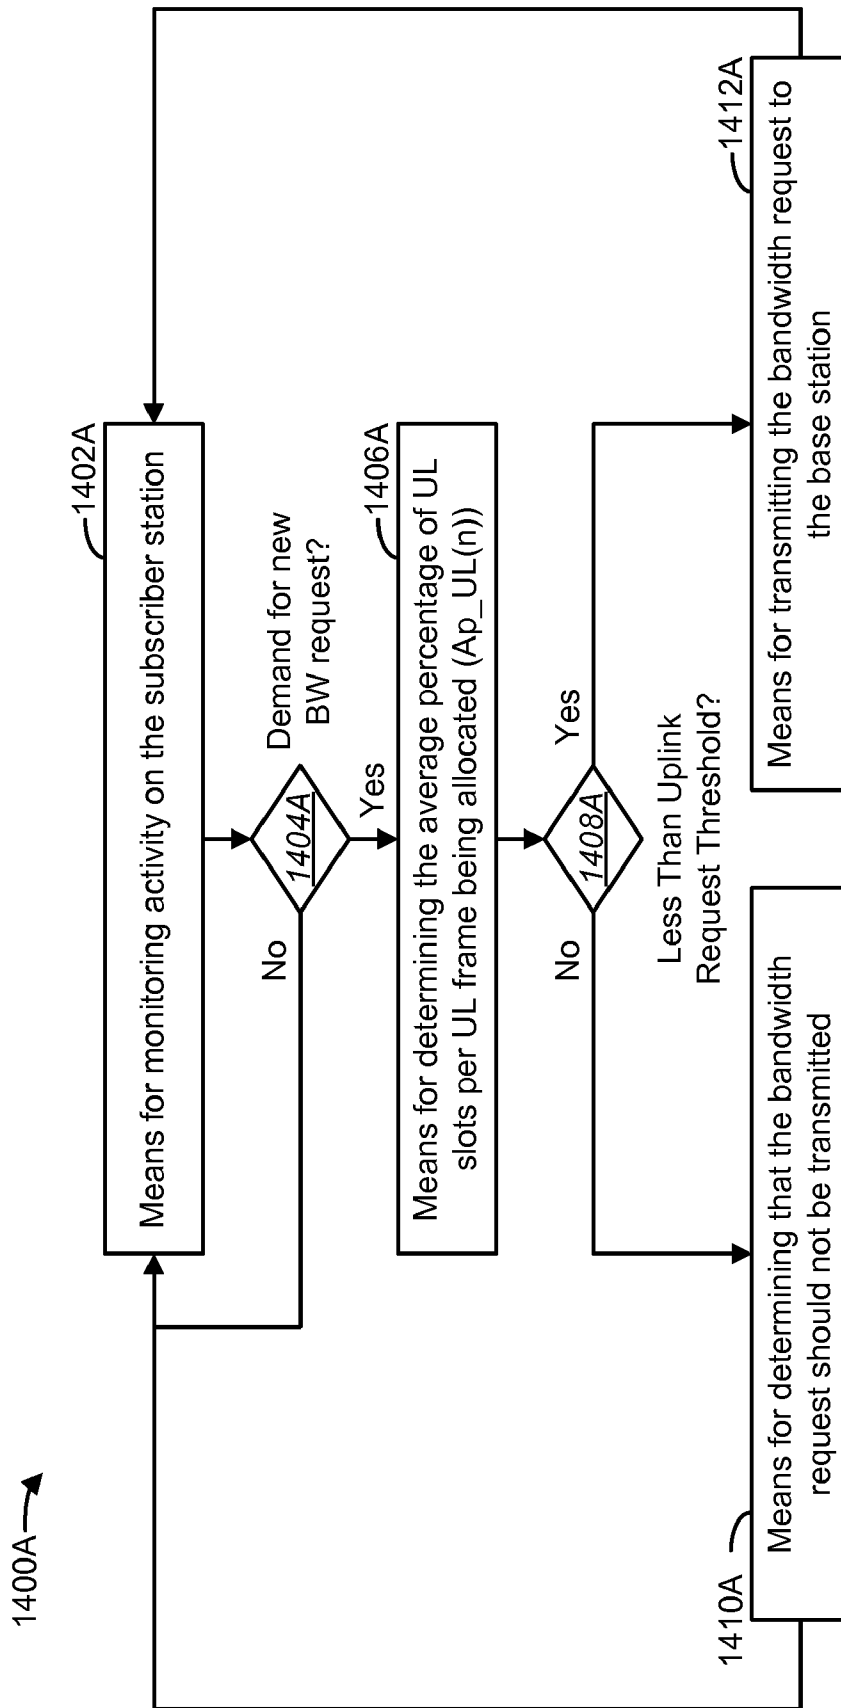 1400A
1402A
Means for monitoring activity on the subscriber station
1404A
Demand for new
BW request?
No
Yes
1406A
Means for determining the average percentage of UL
slots per UL frame being allocated (Ap_UL(n))
1408A
No
Yes
Less Than Uplink
Request Threshold?
1410A
Means for determining that the bandwidth
request should not be transmitted
1412A
Means for transmitting the bandwidth request to
the base station